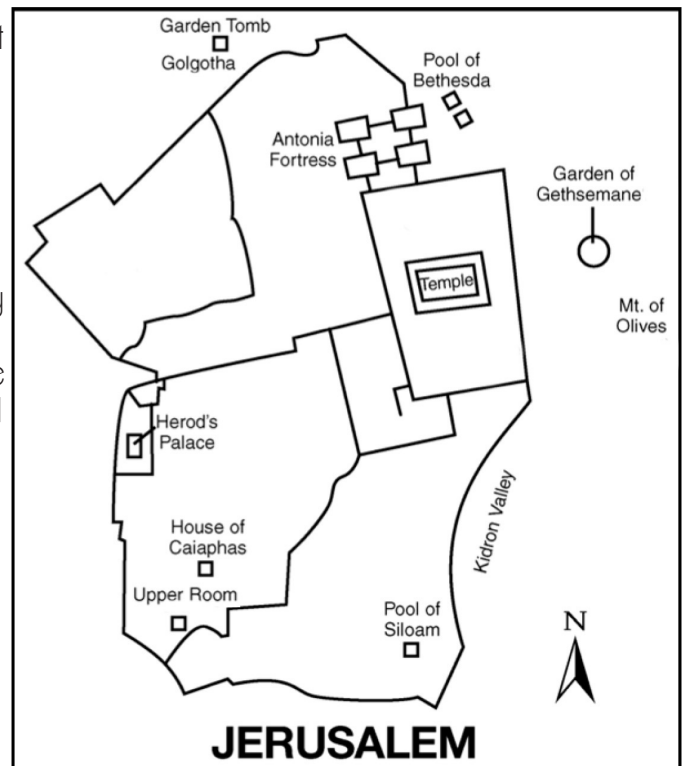 Garden Tomb
Golgotha
Pool of
Bethesda
Antonia
Fortress
Garden of
Gethsemane
Temple
Mt. of
Olives
Herod's
Palace
Kidron Valley
House of
Caiaphas
Upper Room
Pool of
Siloam
N
JERUSALEM